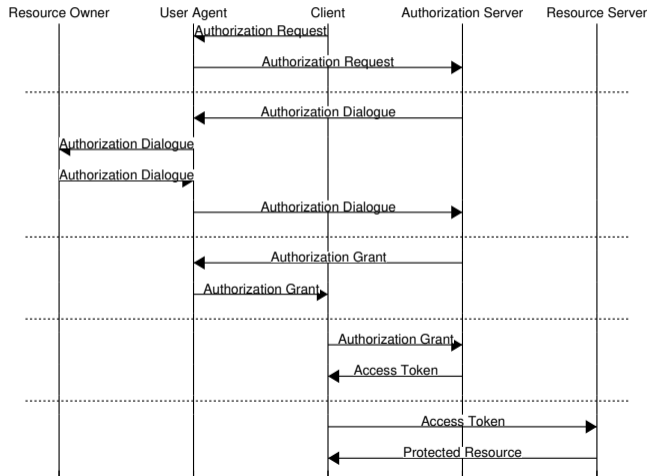 Resource Owner
User Agent
Client
Authorization Server
Resource Server
Authorization Request
Authorization Request
Authorization Dialogue
Authorization Dialogue
Authorization Dialogue
Authorization Dialogue
Authorization Grant
Authorization Grant
Authorization Grant
Access Token
Access Token
Protected Resource